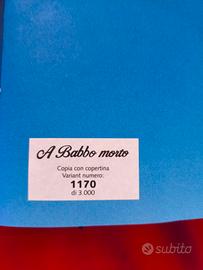 A Babbo morto
Copia con copertina
Variant numero:
1170
di 3.000
subito